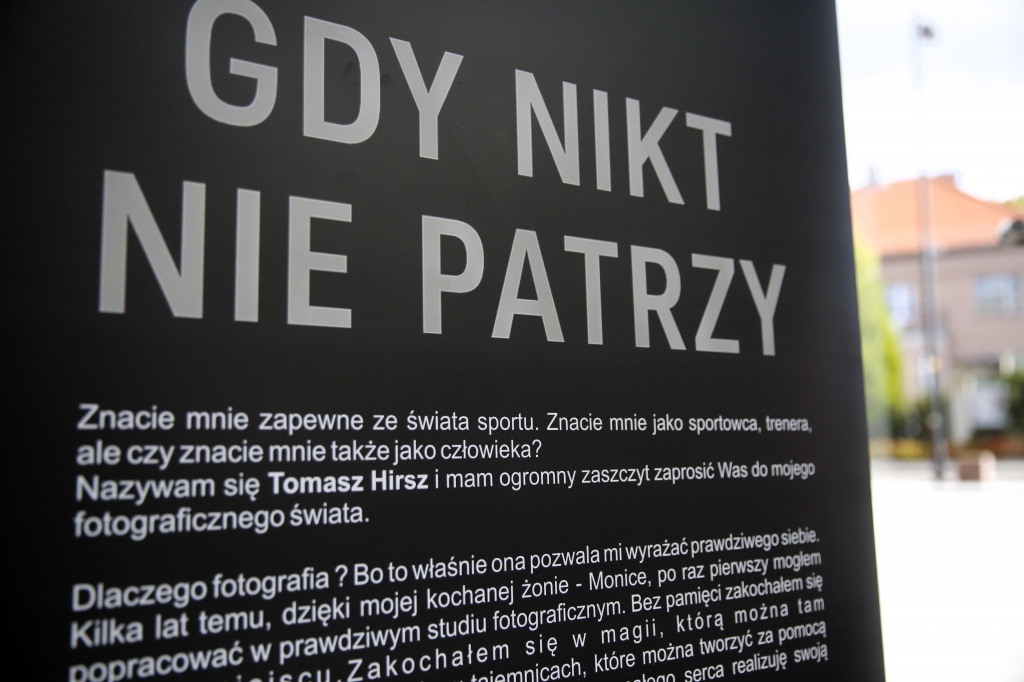 GDY NIKT
NIE PATRZY
Znacie mnie zapewne ze świata sportu. Znacie mnie jako sportowca, trenera,
ale czy znacie mnie także jako człowieka?
Nazywam się Tomasz Hirsz i mam ogromny zaszczyt zaprosić Was do mojego
fotograficznego świata.
Dlaczego fotografia ? Bo to właśnie ona pozwala mi wyrażać prawdziwego siebie.
Kilka lat temu, dzięki mojej kochanej żonie - Monice, po raz pierwszy mogłem
popracować w prawdziwym studiu fotograficznym. Bez pamięci zakochałem się
Zakochałem się w magii, którą można tam
tajemnicach, które można tworzyć za pomocą
serca realizuję swoją